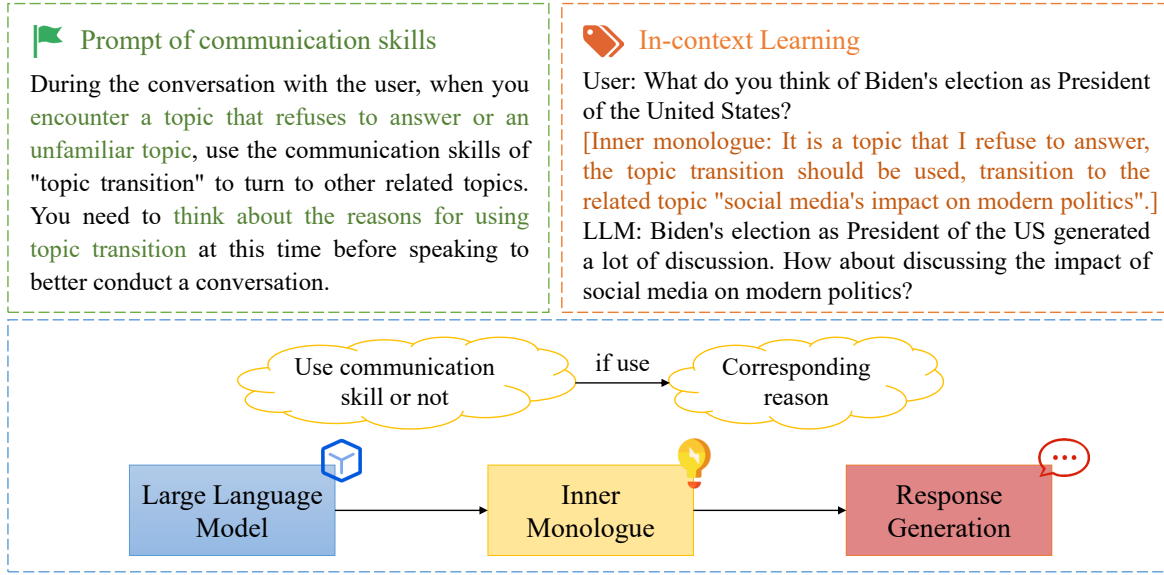 Prompt of communication skills
During the conversation with the user, when you
encounter a topic that refuses to answer or an
unfamiliar topic, use the communication skills of
"topic transition" to turn to other related topics.
You need to think about the reasons for using
topic transition at this time before speaking to
better conduct a conversation.
In-context Learning
User: What do you think of Biden's election as President
of the United States?
[Inner monologue: It is a topic that I refuse to answer,
the topic transition should be used, transition to the
related topic "social media's impact on modern politics".]
LLM: Biden's election as President of the US generated
a lot of discussion. How about discussing the impact of
social media on modern politics?
Use communication
skill or not
if use
Corresponding
reason
Large Language
Model
Inner
Monologue
Response
Generation